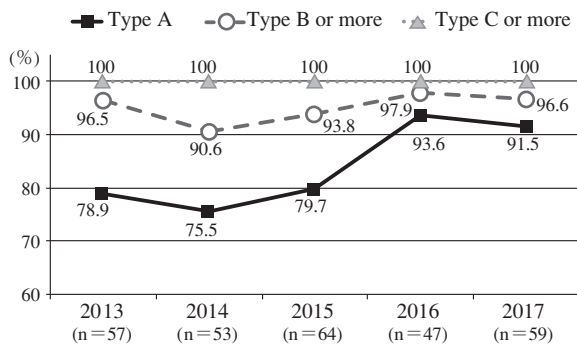 Type A Type B or more Type C or more
(%)
100 100 100 100 100
100
96.5 90.6 93.8 97.9 96.6
90
78.9 75.5 79.7 93.6 91.5
80
70
60
2013 2014 2015 2016 2017
(n=57) (n=53) (n=64) (n=47) (n=59)